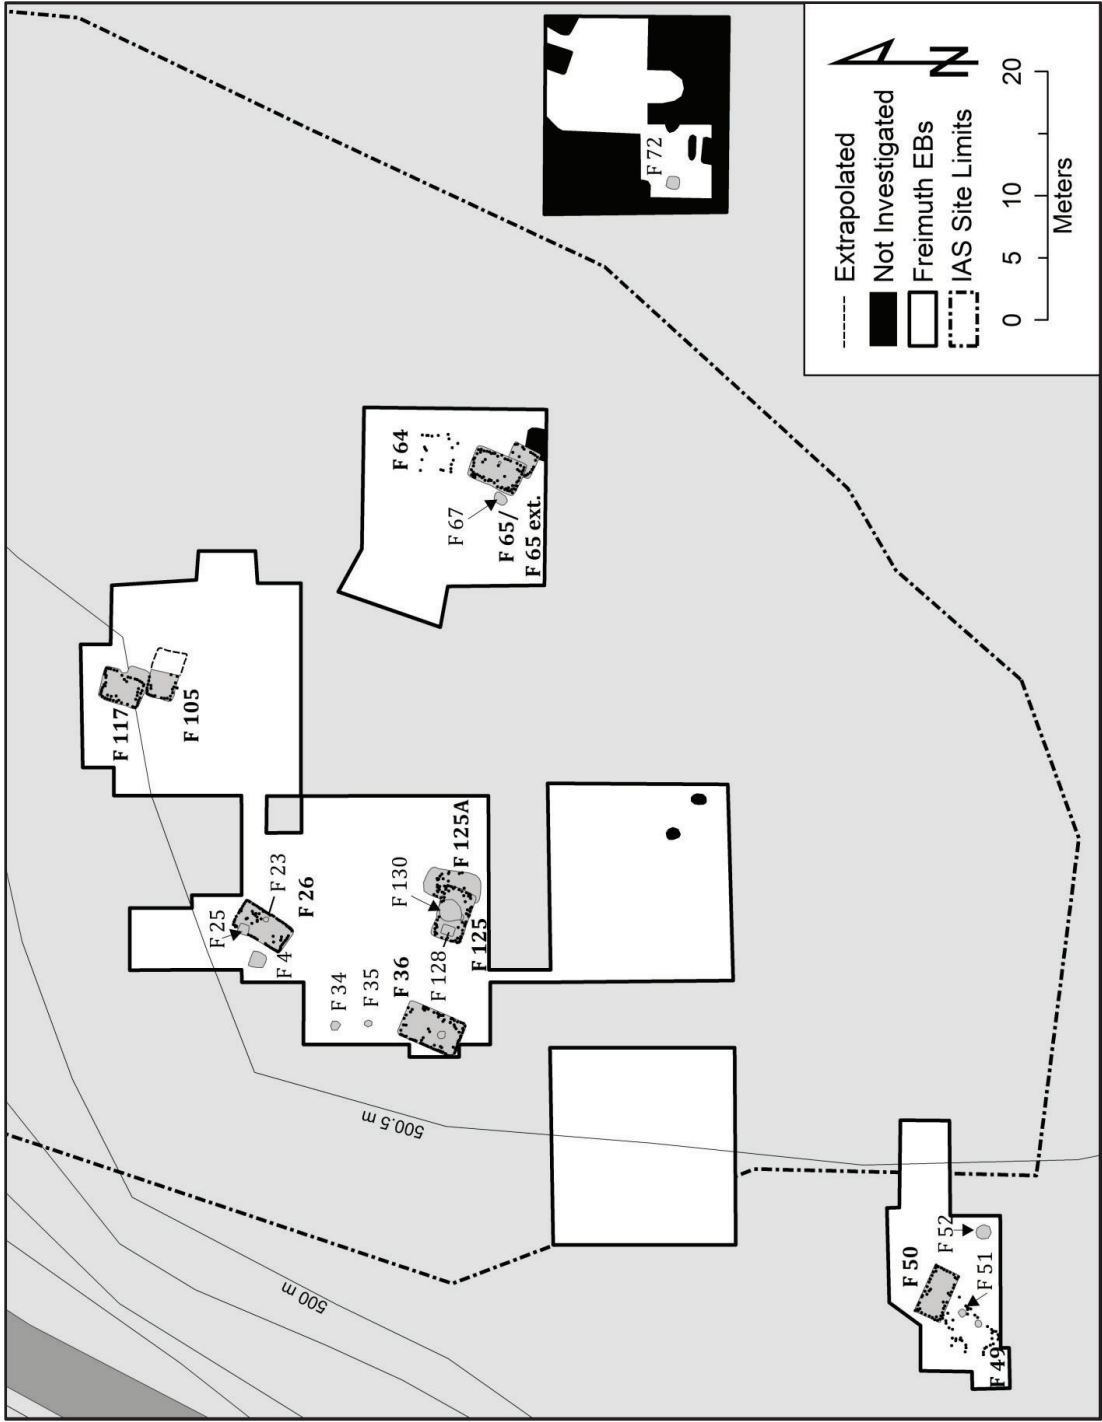 F 117
F 105
F 64
F 67
F 65/
F 65 ext.
F 72
F 25
F 23
F 26
F 4
F 34
F 35
F 36
F 130
F 125A
F 128
F 125
500.5 m
500 m
F 50
F 52
F 51
F 49
Extrapolated
Not Investigated
Freimuth EBs
IAS Site Limits
N
0 5 10 20
Meters